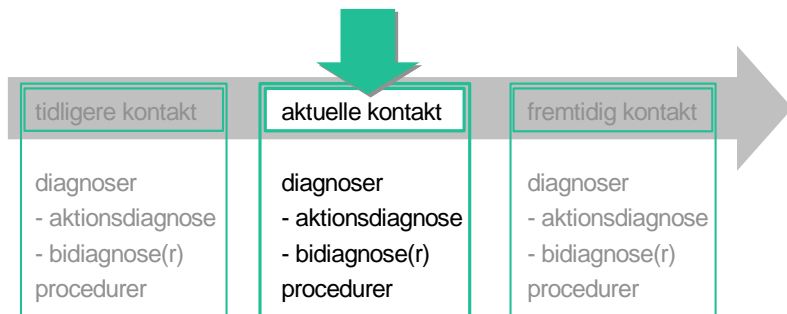 tidligere kontakt
diagnoser
- aktionsdiagnose
- bidiagnose(r)
procedurer
aktuelle kontakt
diagnoser
- aktionsdiagnose
- bidiagnose(r)
procedurer
fremtidig kontakt
diagnoser
- aktionsdiagnose
- bidiagnose(r)
procedurer